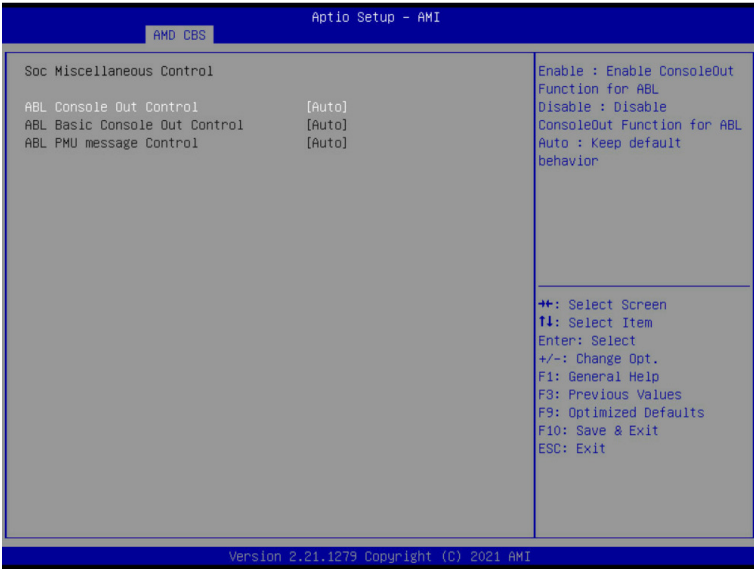 Aptio Setup – AMI
AMD CBS
Soc Miscellaneous Control
ABL Console Out Control [Auto]
ABL Basic Console Out Control [Auto]
ABL PMU message Control [Auto]
Enable : Enable ConsoleOut
Function for ABL
Disable : Disable
ConsoleOut Function for ABL
Auto : Keep default
behavior
→←: Select Screen
↑↓: Select Item
Enter: Select
+/-: Change Opt.
F1: General Help
F3: Previous Values
F9: Optimized Defaults
F10: Save & Exit
ESC: Exit
Version 2.21.1279 Copyright (C) 2021 AMI